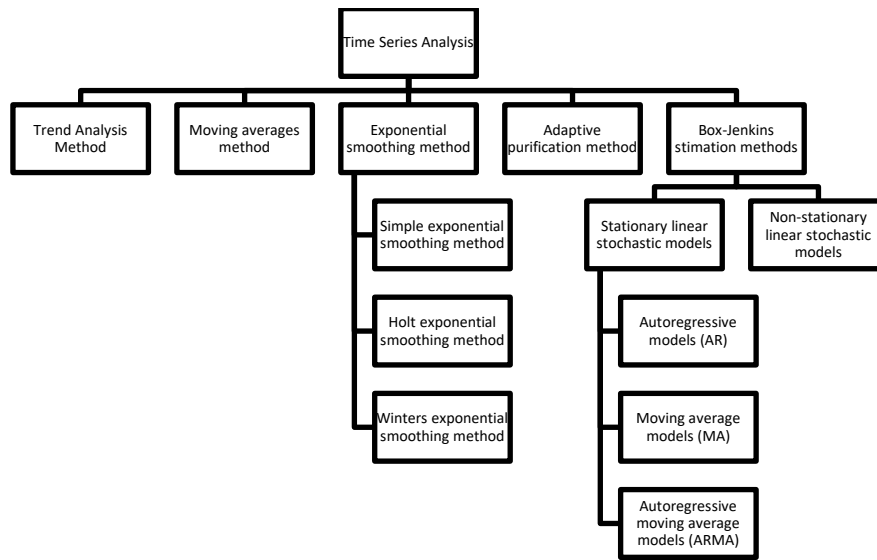 Time Series Analysis
Trend Analysis
Method
Moving averages
method
Exponential
smoothing method
Adaptive
purification method
Box-Jenkins
stimation methods
Simple exponential
smoothing method
Holt exponential
smoothing method
Winters exponential
smoothing method
Stationary linear
stochastic models
Non-stationary
linear stochastic
models
Autoregressive
models (AR)
Moving average
models (MA)
Autoregressive
moving average
models (ARMA)